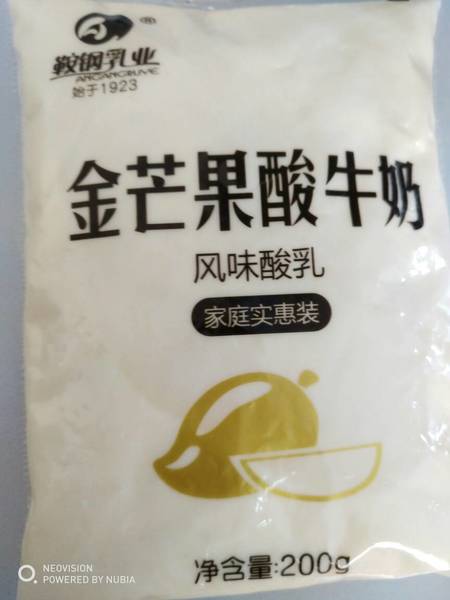 ®
鞍钢乳业
ANGANGRUYE
始于1923
金芒果酸牛奶
风味酸乳
家庭实惠装
净含量:200g
NEOVISION
POWERED BY NUBIA